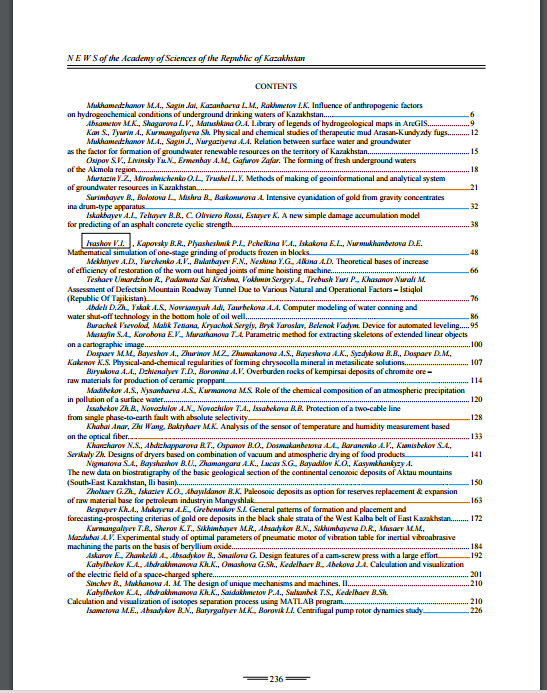 N E W S of the Academy of Sciences of the Republic of Kazakhstan
CONTENTS
Mukhamedzhanov M.A., Sagin Jai, Kazanbaeva L.M., Rakhmetov I.K. Influence of anthropogenic factors
on hydrogeochemical conditions of underground drinking waters of Kazakhstan.....6
Absametov M.K., Shagarova L.V., Matushkina O.A. Library of legends of hydrogeological maps in ArcGIS.....9
Kan S., Tyurin A., Kurmangaliyeva Sh. Physical and chemical studies of therapeutic mud Arasan-Kundyzdy fugs.....12
Mukhamedzhanov M.A., Sagin J., Nurgaziyeva A.A. Relation between surface water and groundwater
as the factor for formation of groundwater renewable resources on the territory of Kazakhstan.....15
Osipov S.V., Livinsky Yu.N., Ermenbay A.M., Gafurov Zafar. The forming of fresh underground waters
of the Akmola region.....18
Murtazin Y.Z., Miroshnichenko O.L., Trushel L.Y. Methods of making of geoinformational and analytical system
of groundwater resources in Kazakhstan.....21
Surimbayev B., Bolotova L., Mishra B., Baikonurova A. Intensive cyanidation of gold from gravity concentrates
ina drum-type apparatus.....32
Iskakbayev A.I., Teltayev B.B., C. Oliviero Rossi, Estayev K. A new simple damage accumulation model
for predicting of an asphalt concrete cyclic strength.....38
Ivashov V.I. , Kapovsky B.R., Plyasheshnik P.I., Pchelkina V.A., Iskakova E.L., Nurmukhanbetova D.E.
Mathematical simulation of one-stage grinding of products frozen in blocks.....48
Mekhtiyev A.D., Yurchenko A.V., Bulatbayev F.N., Neshina Y.G., Alkina A.D. Theoretical bases of increase
of efficiency of restoration of the worn out hinged joints of mine hoisting machine.....66
Teshaev Umardzhon R., Padamata Sai Krishna, Vokhmin Sergey A., Trebush Yuri P., Khasanov Nurali M.
Assessment of Defectsin Mountain Roadway Tunnel Due to Various Natural and Operational Factors – Istiqlol
(Republic Of Tajikistan).....76
Abdeli D.Zh., Yskak A.S., Novriansyah Adi, Taurbekova A.A. Computer modeling of water conning and
water shut-off technology in the bottom hole of oil well.....86
Burachek Vsevolod, Malik Tetiana, Kryachok Sergiy, Bryk Yaroslav, Belenok Vadym. Device for automated leveling.....95
Mustafin S.A., Korobova E.V., Murathanova T.A. Parametric method for extracting skeletons of extended linear objects
on a cartographic image.....100
Dospaev M.M., Bayeshov A., Zhurinov M.Z., Zhumakanova A.S., Bayeshova A.K., Syzdykova B.B., Dospaev D.M.,
Kakenov K.S. Physical-and-chemical regularities of forming chrysocolla mineral in metasilicate solutions.....107
Biryukova A.A., Dzhienalyev T.D., Boronina A.V. Overburden rocks of kempirsai deposits of chromite ore –
raw materials for production of ceramic proppant.....114
Madibekov A.S., Nysanbaeva A.S., Kurmanova M.S. Role of the chemical composition of an atmospheric precipitation
in pollution of a surface water.....120
Issabekov Zh.B., Novozhilov A.N., Novozhilov T.A., Issabekova B.B. Protection of a two-cable line
from single phase-to-earth fault with absolute selectivity.....128
Khabai Anar, Zhi Wang, Bakytbaev M.K. Analysis of the sensor of temperature and humidity measurement based
on the optical fiber.....133
Khanzharov N.S., Abdizhapparova B.T., Ospanov B.O., Dosmakanbetova A.A., Baranenko A.V., Kumisbekov S.A.,
Serikuly Zh. Designs of dryers based on combination of vacuum and atmospheric drying of food products.....141
Nigmatova S.A., Bayshashov B.U., Zhamangara A.K., Lucas S.G., Bayadilov K.O., Kasymkhankyzy A.
The new data on biostratigraphy of the basic geological section of the continental cenozoic deposits of Aktau mountains
(South-East Kazakhstan, Ili basin).....150
Zholtaev G.Zh., Iskaziev K.O., Abayildanov B.K. Paleosoic deposits as option for reserves replacement & expansion
of raw material base for petroleum industryin Mangyshlak.....163
Bespayev Kh.A., Mukayeva A.E., Grebennikov S.I. General patterns of formation and placement and
forecasting-prospecting criterias of gold ore deposits in the black shale strata of the West Kalba belt of East Kazakhstan.....172
Kurmangaliyev T.B., Sherov K.T., Sikhimbayev M.R., Absadykov B.N., Sikhimbayeva D.R., Musaev M.M.,
Mazdubai A.V. Experimental study of optimal parameters of pneumatic motor of vibration table for inertial vibroabrasive
machining the parts on the basis of beryllium oxide.....184
Askarov E., Zhankeldi A., Absadykov B., Smailova G. Design features of a cam-screw press with a large effort.....192
Kabylbekov K.A., Abdrakhmanova Kh.K., Omashova G.Sh., Kedelbaev B., Abekova J.A. Calculation and visualization
of the electric field of a space-charged sphere.....201
Sinchev B., Mukhanova A. M. The design of unique mechanisms and machines. II.....210
Kabylbekov K.A., Abdrakhmanova Kh.K., Saidakhmetov P.A., Sultanbek T.S., Kedelbaev B.Sh.
Calculation and visualization of isotopes separation process using MATLAB program.....210
Isametova M.E., Absadykov B.N., Batyrgaliyev M.K., Borovik I.I. Centrifugal pump rotor dynamics study.....226
236